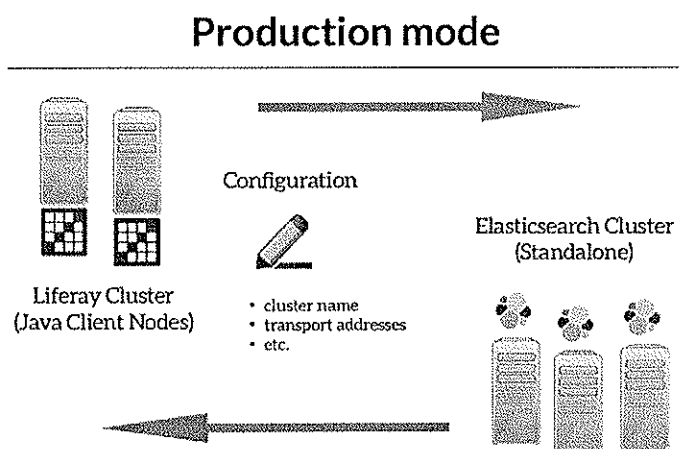 Production mode
Configuration
Elasticsearch Cluster
(Standalone)
Liferay Cluster
(Java Client Nodes)
• cluster name
• transport addresses
• etc.